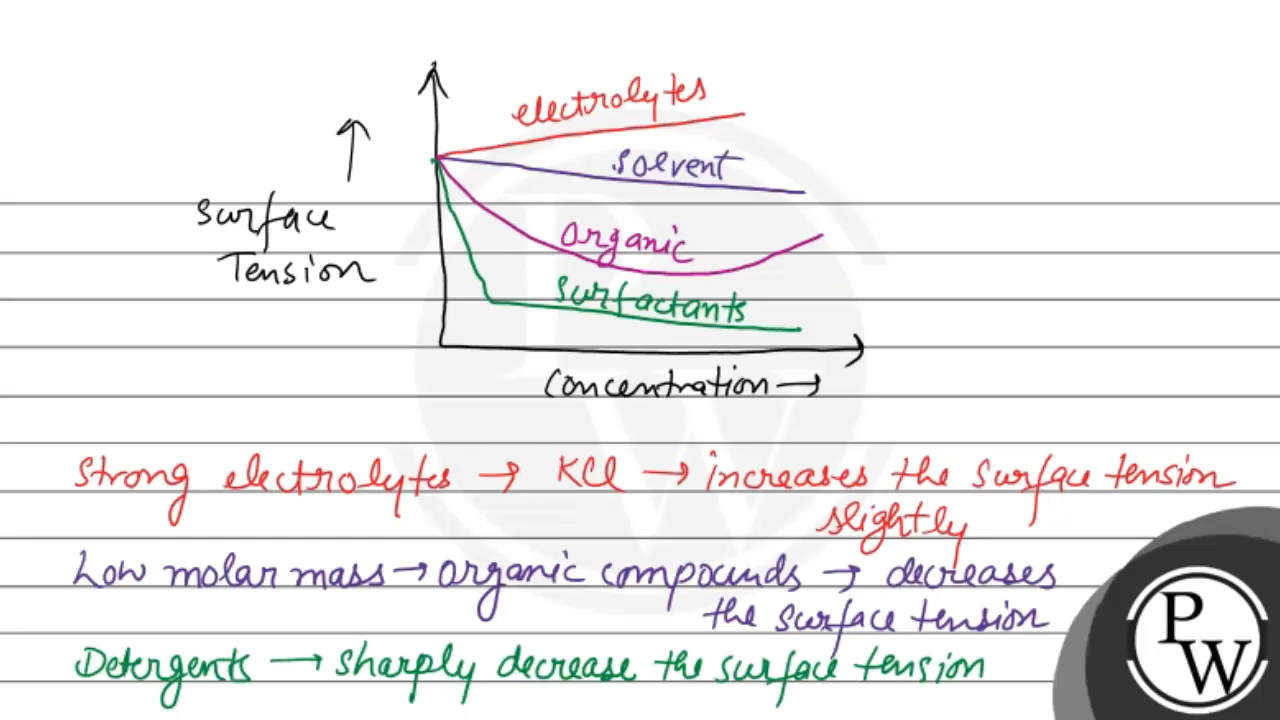 electrolytes
solvent
Surface
Tension
organic
surfactants
Concentration →
Strong electrolytes → KCl → increases the surface tension
slightly
Low molar mass → organic compounds → decreases
the surface tension
Detergents → sharply decrease the surface tension
PW